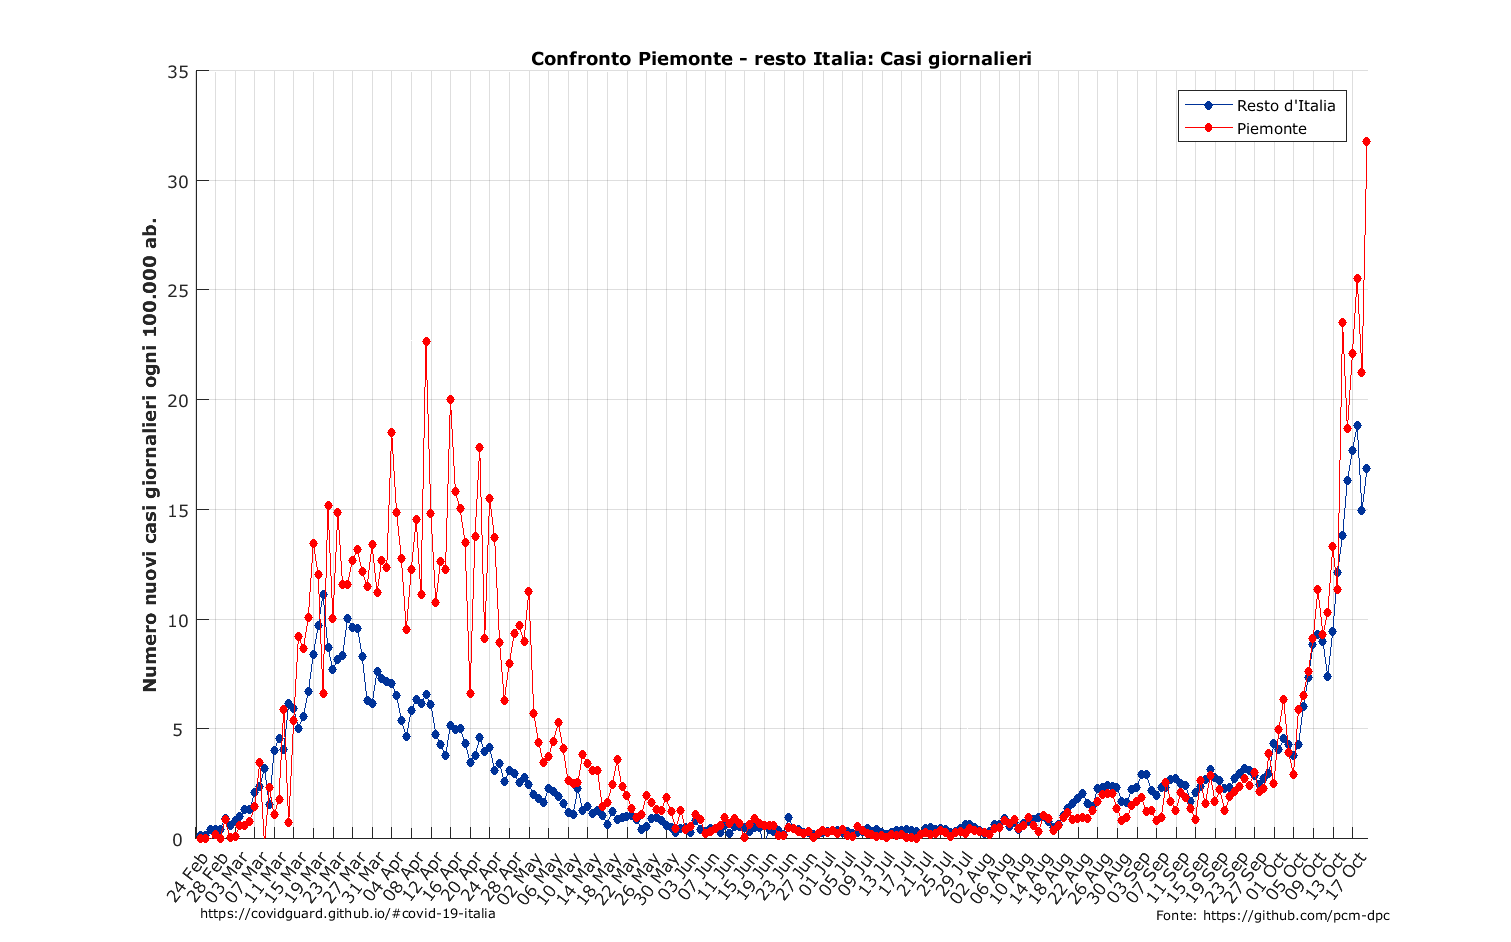 Confronto Piemonte - resto Italia: Casi giornalieri
Resto d'Italia
Piemonte
Numero nuovi casi giornalieri ogni 100.000 ab.
35
30
25
20
15
10
5
0
24 Feb
28 Feb
03 Mar
07 Mar
11 Mar
15 Mar
19 Mar
23 Mar
27 Mar
31 Mar
04 Apr
08 Apr
12 Apr
16 Apr
20 Apr
24 Apr
28 Apr
02 May
06 May
10 May
14 May
18 May
22 May
26 May
30 May
03 Jun
07 Jun
11 Jun
15 Jun
19 Jun
23 Jun
27 Jun
01 Jul
05 Jul
09 Jul
13 Jul
17 Jul
21 Jul
25 Jul
29 Jul
02 Aug
06 Aug
10 Aug
14 Aug
18 Aug
22 Aug
26 Aug
30 Aug
03 Sep
07 Sep
11 Sep
15 Sep
19 Sep
23 Sep
27 Sep
01 Oct
05 Oct
09 Oct
13 Oct
17 Oct
https://covidguard.github.io/#covid-19-italia
Fonte: https://github.com/pcm-dpc